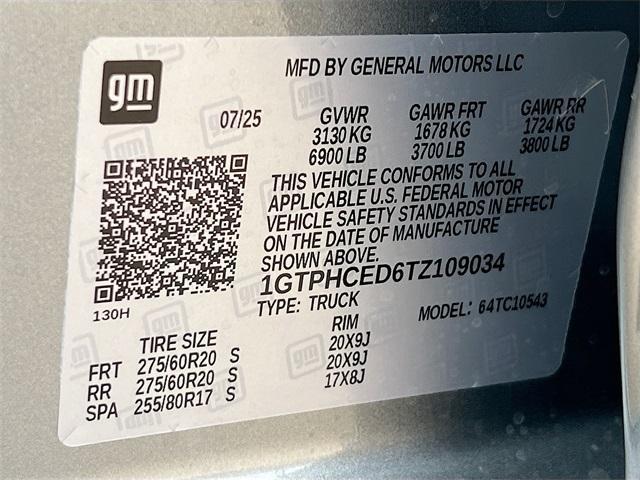 gm
MFD BY GENERAL MOTORS LLC
07/25
GVWR GAWR FRT GAWR RR
3130 KG 1678 KG 1724 KG
6900 LB 3700 LB 3800 LB
THIS VEHICLE CONFORMS TO ALL
APPLICABLE U.S. FEDERAL MOTOR
VEHICLE SAFETY STANDARDS IN EFFECT
ON THE DATE OF MANUFACTURE
SHOWN ABOVE.
1GTPHCED6TZ109034
TYPE: TRUCK MODEL: 64TC10543
130H
TIRE SIZE RIM
FRT 275/60R20 S 20X9J
RR 275/60R20 S 20X9J
SPA 255/80R17 S 17X8J